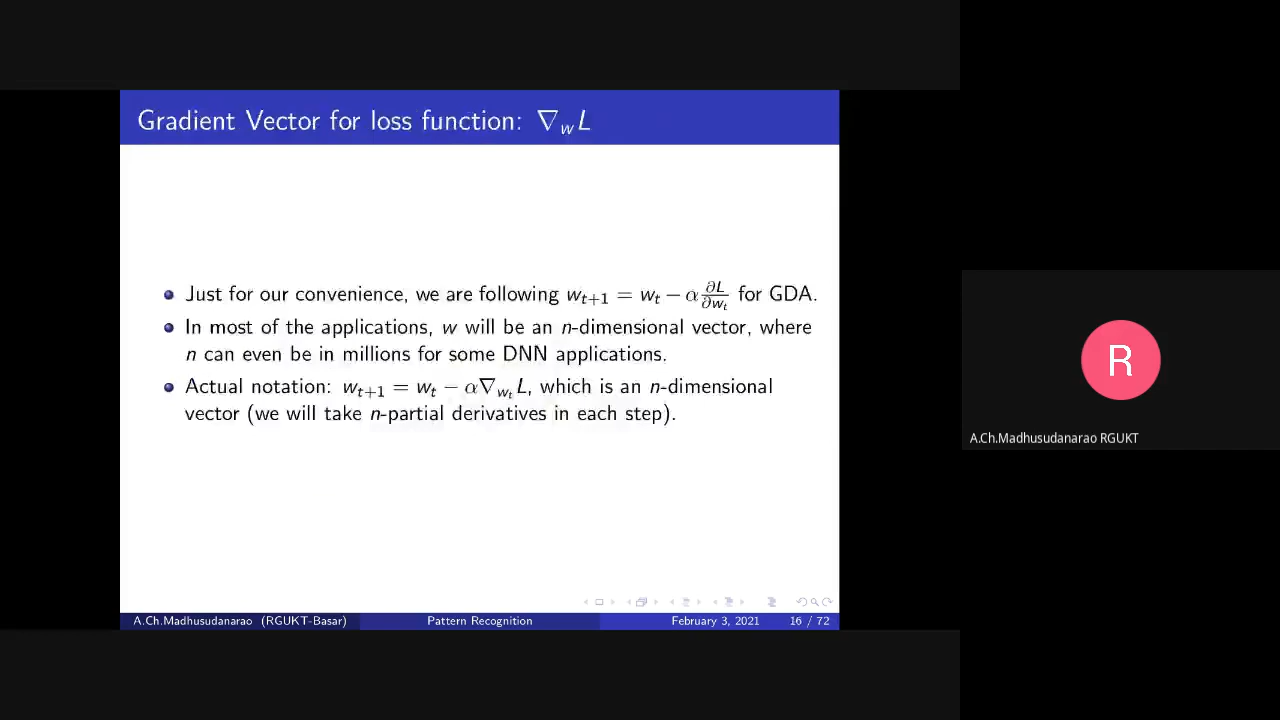 Gradient Vector for loss function: ∇_w L
Just for our convenience, we are following w_{t+1} = w_t − α ∂L/∂w_t for GDA.
In most of the applications, w will be an n-dimensional vector, where
n can even be in millions for some DNN applications.
Actual notation: w_{t+1} = w_t − α∇_{w_t} L, which is an n-dimensional
vector (we will take n-partial derivatives in each step).
A.Ch.Madhusudanarao (RGUKT-Basar) Pattern Recognition February 3, 2021 16 / 72
R
A.Ch.Madhusudanarao RGUKT